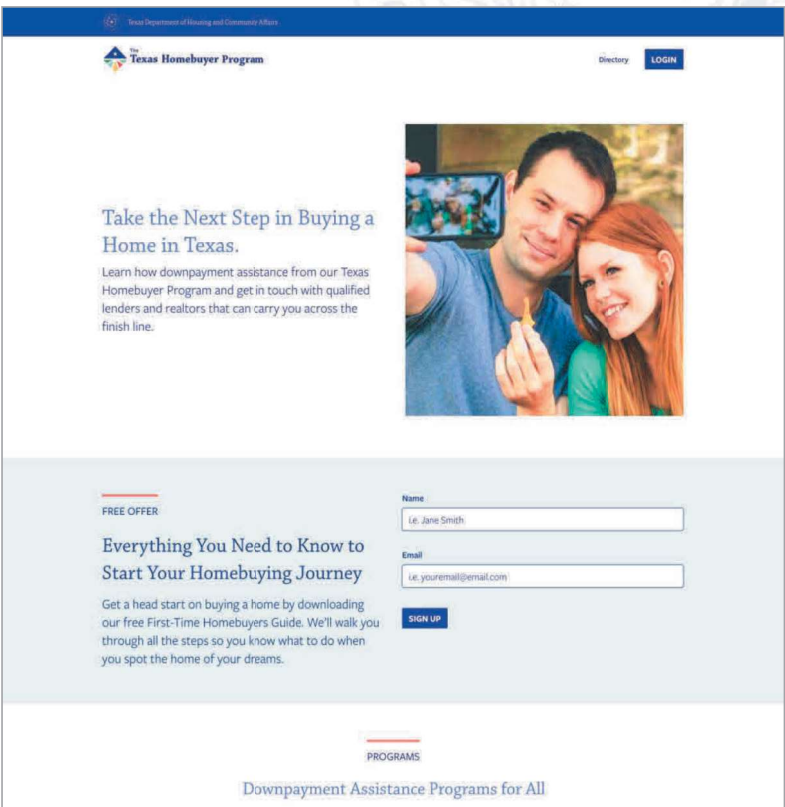 Texas Department of Housing and Community Affairs
The
Texas Homebuyer Program
Directory
LOGIN
Take the Next Step in Buying a
Home in Texas.
Learn how downpayment assistance from our Texas
Homebuyer Program and get in touch with qualified
lenders and realtors that can carry you across the
finish line.
FREE OFFER
Everything You Need to Know to
Start Your Homebuying Journey
Get a head start on buying a home by downloading
our free First-Time Homebuyers Guide. We'll walk you
through all the steps so you know what to do when
you spot the home of your dreams.
Name
i.e. Jane Smith
Email
i.e. youremail@email.com
SIGN UP
PROGRAMS
Downpayment Assistance Programs for All